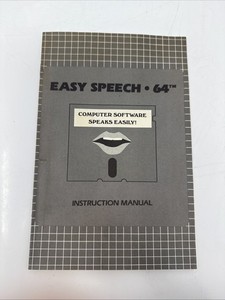 EASY SPEECH • 64™
COMPUTER SOFTWARE
SPEAKS EASILY!
INSTRUCTION MANUAL